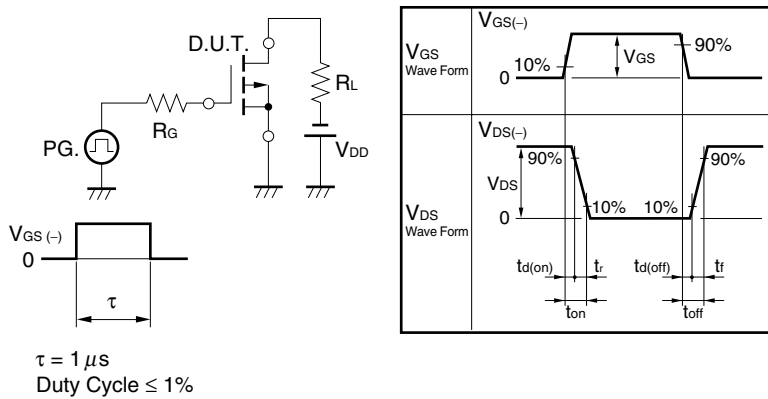 D.U.T.
RL
RG
PG.
VDD
VGS (−)
0
τ
τ = 1 μs
Duty Cycle ≤ 1%
VGS
Wave Form
VGS(−)
10%
0
VGS
90%
VDS
Wave Form
VDS(−)
90%
VDS
0
10%
10%
90%
td(on)
tr
td(off)
tf
ton
toff